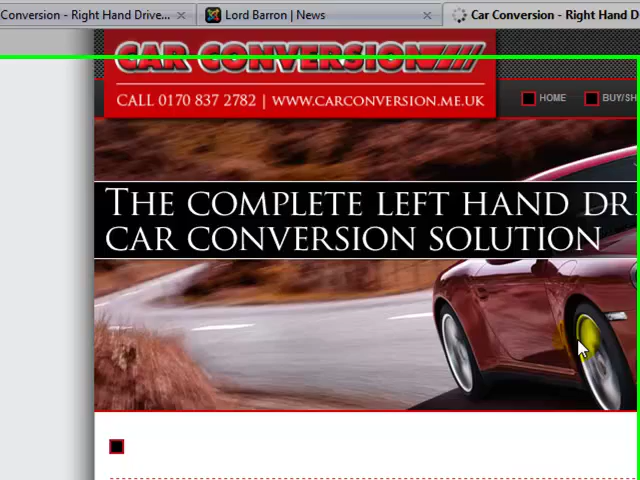 Conversion - Right Hand Drive...
Lord Barron | News
Car Conversion - Right Hand D
CAR CONVERSION
CALL 0170 837 2782 | WWW.CARCONVERSION.ME.UK
HOME
BUY/SH
THE COMPLETE LEFT HAND DRI
CAR CONVERSION SOLUTION